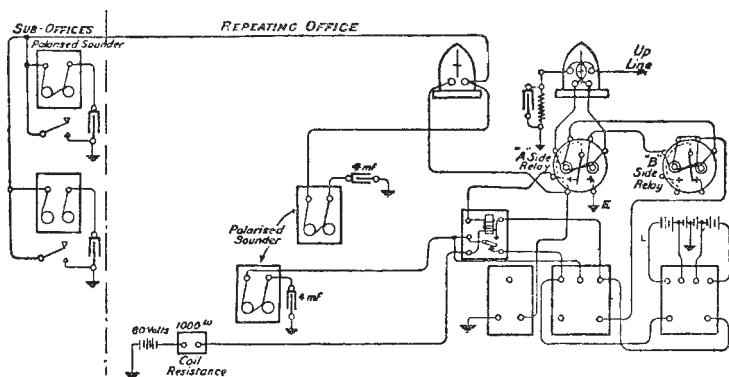 SUB-OFFICES
REPEATING OFFICE
Polarised Sounder
Up
Line
"A" Side
Relay
"B"
Side
Relay
4 mf
E
Polarised
Sounder
L
4 mf
60 Volts
1000 ω
Coil
Resistance